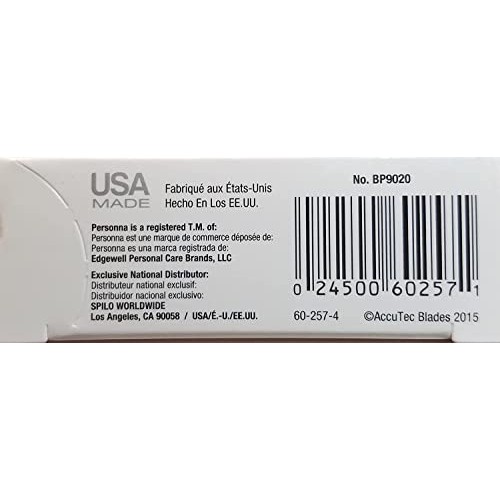 USA
MADE
Fabriqué aux États-Unis
Hecho En Los EE.UU.
Personna is a registered T.M. of:
Personna est une marque de commerce déposée de:
Personna es una marca registrada de:
Edgewell Personal Care Brands, LLC
Exclusive National Distributor:
Distributeur national exclusif:
Distribuidor nacional exclusivo:
SPILO WORLDWIDE
Los Angeles, CA 90058 / USA/É.-U./EE.UU.
No. BP9020
0 24500 60257 1
60-257-4 ©AccuTec Blades 2015